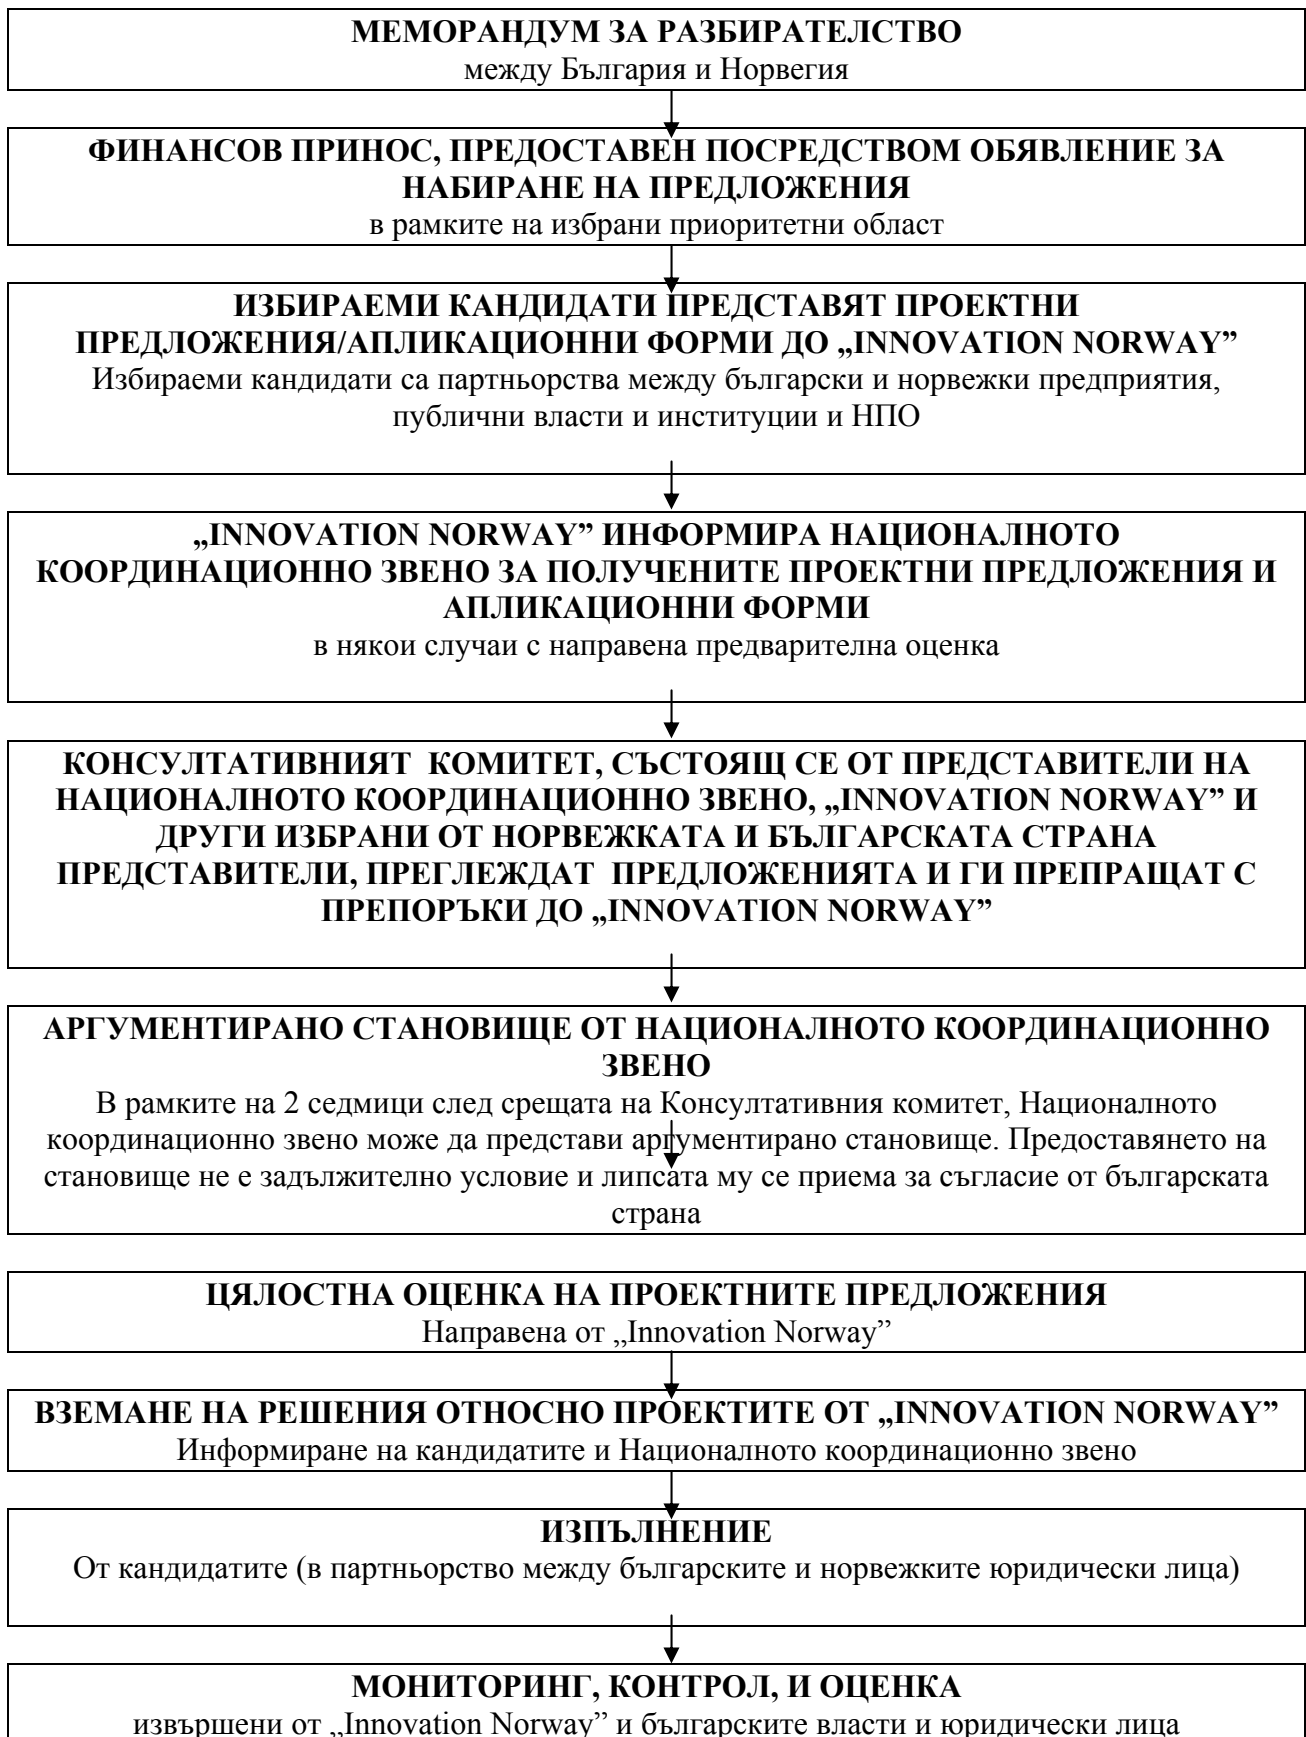 МЕМОРАНДУМ ЗА РАЗБИРАТЕЛСТВО
между България и Норвегия
ФИНАНСОВ ПРИНОС, ПРЕДОСТАВЕН ПОСРЕДСТВОМ ОБЯВЛЕНИЕ ЗА
НАБИРАНЕ НА ПРЕДЛОЖЕНИЯ
в рамките на избрани приоритетни област
ИЗБИРАЕМИ КАНДИДАТИ ПРЕДСТАВЯТ ПРОЕКТНИ
ПРЕДЛОЖЕНИЯ/АПЛИКАЦИОННИ ФОРМИ ДО „INNOVATION NORWAY”
Избираеми кандидати са партньорства между български и норвежки предприятия,
публични власти и институции и НПО
„INNOVATION NORWAY” ИНФОРМИРА НАЦИОНАЛНОТО
КООРДИНАЦИОННО ЗВЕНО ЗА ПОЛУЧЕНИТЕ ПРОЕКТНИ ПРЕДЛОЖЕНИЯ И
АПЛИКАЦИОННИ ФОРМИ
в някои случаи с направена предварителна оценка
КОНСУЛТАТИВНИЯТ  КОМИТЕТ, СЪСТОЯЩ СЕ ОТ ПРЕДСТАВИТЕЛИ НА
НАЦИОНАЛНОТО КООРДИНАЦИОННО ЗВЕНО, „INNOVATION NORWAY” И
ДРУГИ ИЗБРАНИ ОТ НОРВЕЖКАТА И БЪЛГАРСКАТА СТРАНА
ПРЕДСТАВИТЕЛИ, ПРЕГЛЕЖДАТ  ПРЕДЛОЖЕНИЯТА И ГИ ПРЕПРАЩАТ С
ПРЕПОРЪКИ ДО „INNOVATION NORWAY”
АРГУМЕНТИРАНО СТАНОВИЩЕ ОТ НАЦИОНАЛНОТО КООРДИНАЦИОННО
ЗВЕНО
В рамките на 2 седмици след срещата на Консултативния комитет, Националното
координационно звено може да представи аргументирано становище. Предоставянето на
становище не е задължително условие и липсата му се приема за съгласие от българската
страна
ЦЯЛОСТНА ОЦЕНКА НА ПРОЕКТНИТЕ ПРЕДЛОЖЕНИЯ
Направена от „Innovation Norway”
ВЗЕМАНЕ НА РЕШЕНИЯ ОТНОСНО ПРОЕКТИТЕ ОТ „INNOVATION NORWAY”
Информиране на кандидатите и Националното координационно звено
ИЗПЪЛНЕНИЕ
От кандидатите (в партньорство между българските и норвежките юридически лица)
МОНИТОРИНГ, КОНТРОЛ, И ОЦЕНКА
извършени от „Innovation Norway” и българските власти и юридически лица